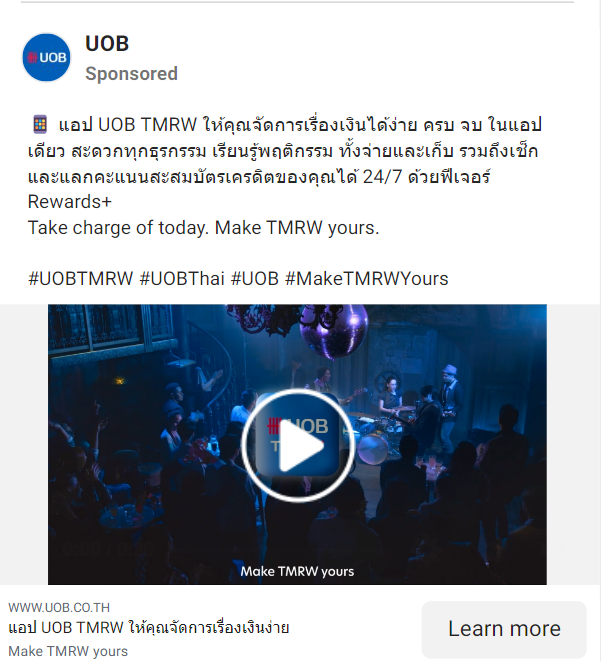 UOB
UOB
Sponsored
แอป UOB TMRW ให้คุณจัดการเรื่องเงินได้ง่าย ครบ จบ ในแอป
เดียว สะดวกทุกธุรกรรม เรียนรู้พฤติกรรม ทั้งจ่ายและเก็บ รวมถึงเช็ก
และแลกคะแนนสะสมบัตรเครดิตของคุณได้ 24/7 ด้วยฟีเจอร์
Rewards+
Take charge of today. Make TMRW yours.
#UOBTMRW #UOBThai #UOB #MakeTMRWYours
UOB
Make TMRW yours
WWW.UOB.CO.TH
แอป UOB TMRW ให้คุณจัดการเรื่องเงินง่าย
Make TMRW yours
Learn more